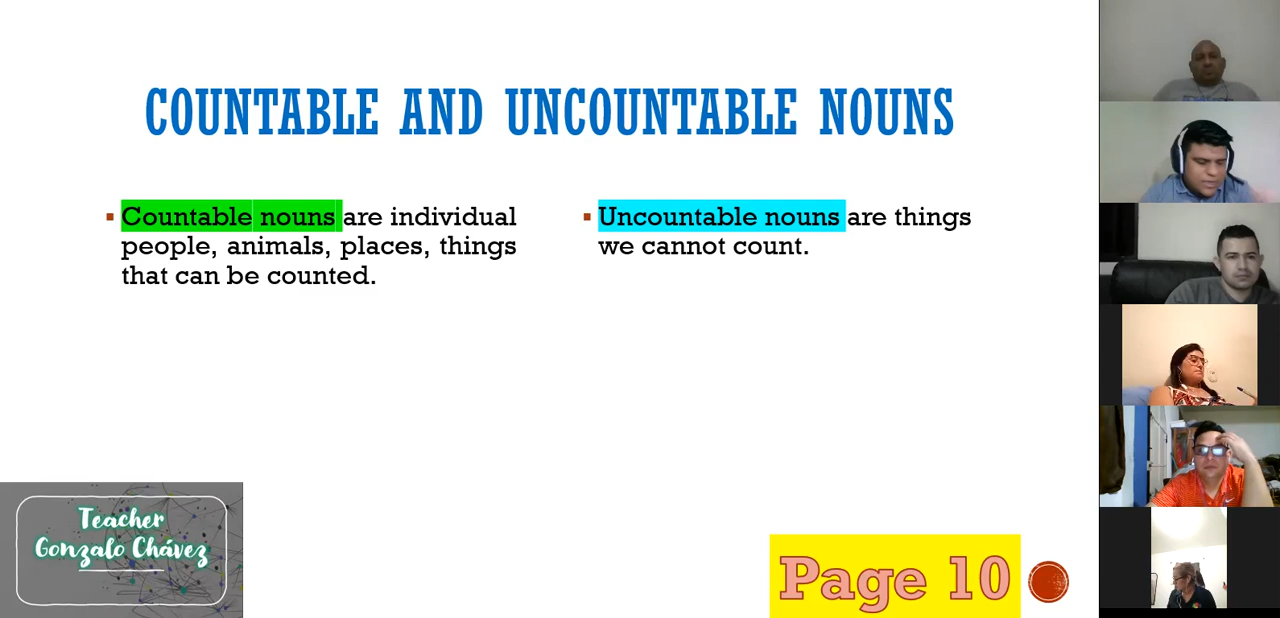 COUNTABLE AND UNCOUNTABLE NOUNS
Countable nouns are individual
people, animals, places, things
that can be counted.
Uncountable nouns are things
we cannot count.
Teacher
Gonzalo Chávez
Page 10